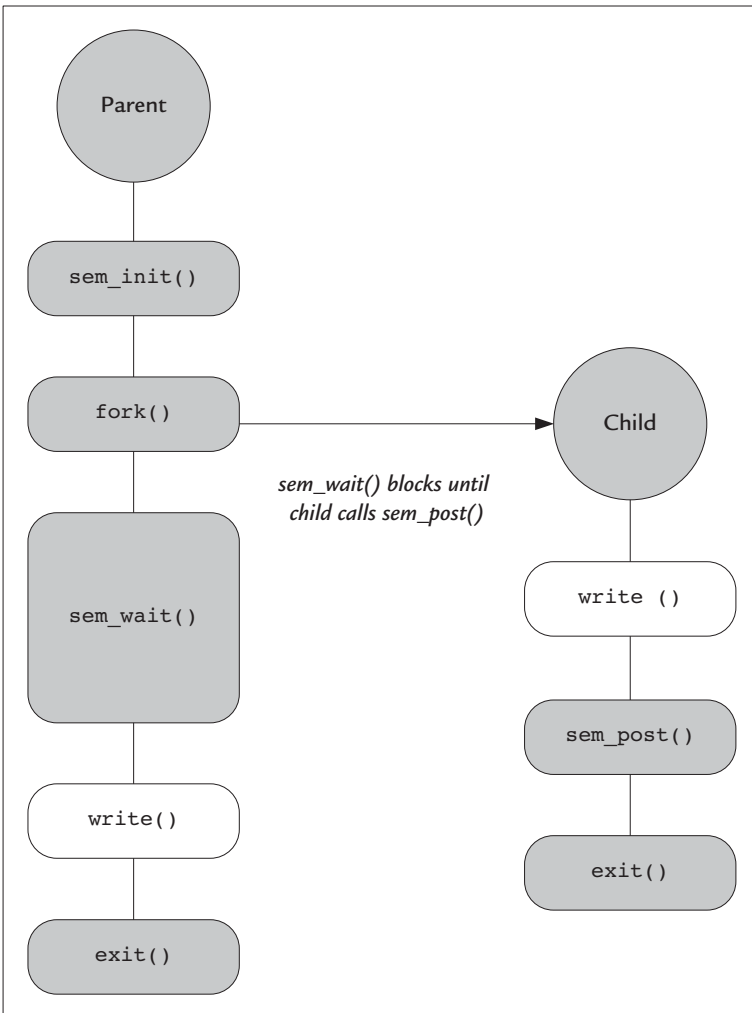 Parent
sem_init()
fork()
Child
sem_wait() blocks until
child calls sem_post()
sem_wait()
write ()
sem_post()
write()
exit()
exit()